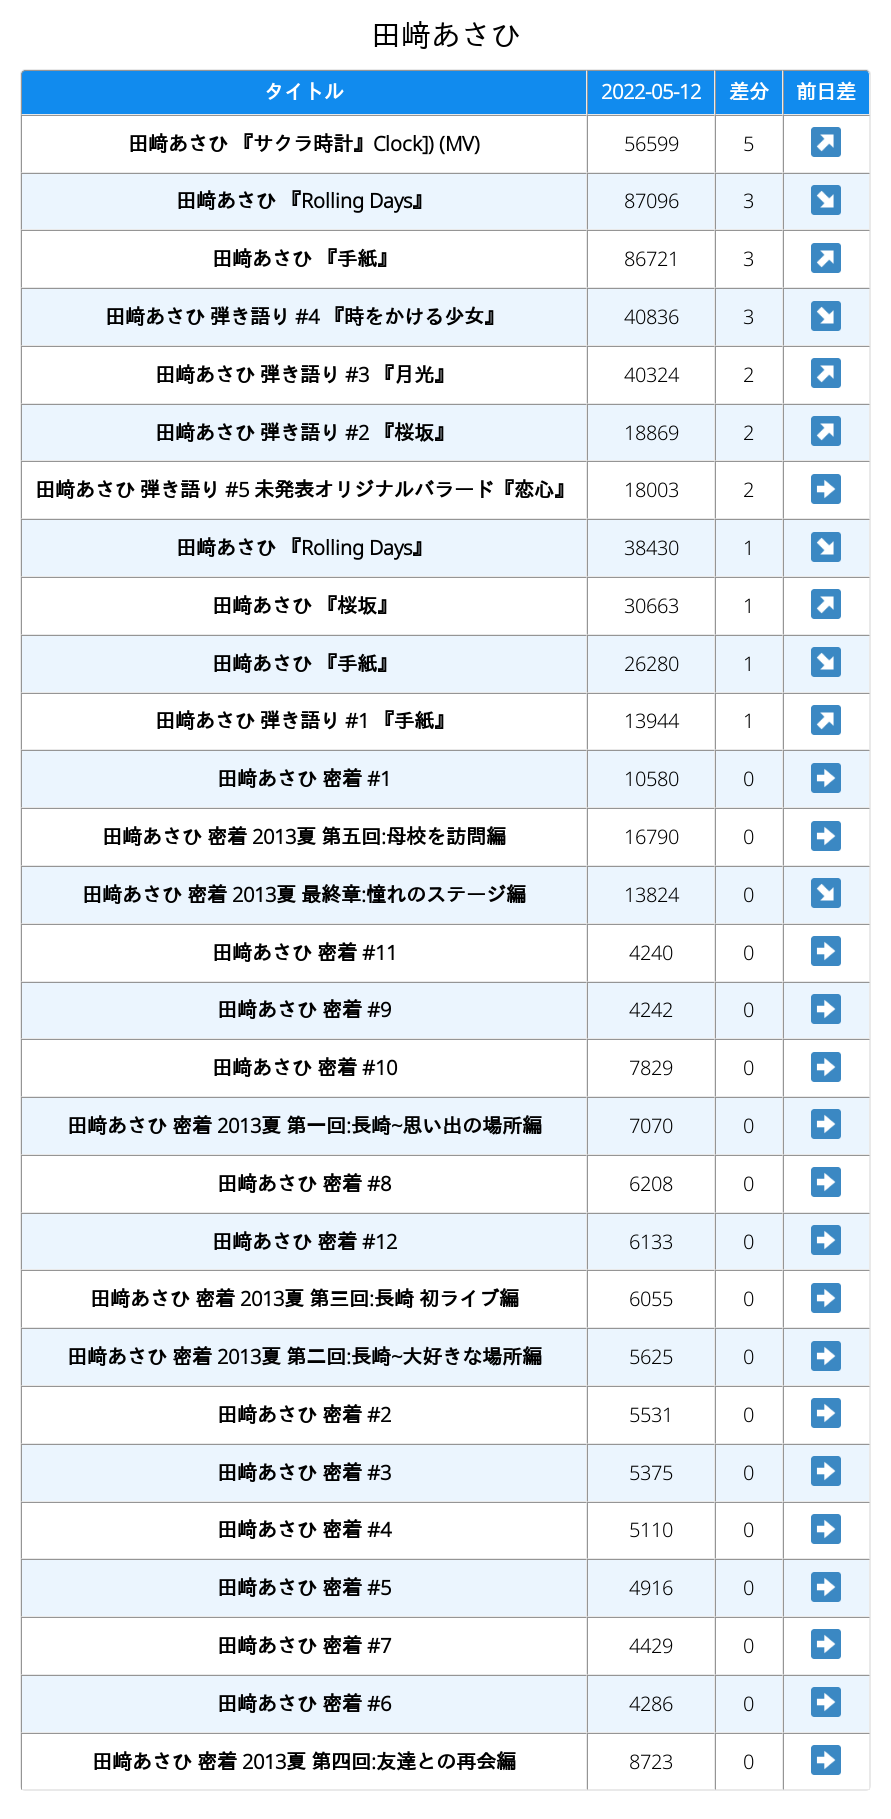 田﨑あさひ
タイトル 2022-05-12 差分 前日差
田﨑あさひ 『サクラ時計』Clock]) (MV) 56599 5 ↗
田﨑あさひ 『Rolling Days』 87096 3 ↘
田﨑あさひ 『手紙』 86721 3 ↗
田﨑あさひ 弾き語り #4 『時をかける少女』 40836 3 ↘
田﨑あさひ 弾き語り #3 『月光』 40324 2 ↗
田﨑あさひ 弾き語り #2 『桜坂』 18869 2 ↗
田﨑あさひ 弾き語り #5 未発表オリジナルバラード『恋心』 18003 2 ➡
田﨑あさひ 『Rolling Days』 38430 1 ↘
田﨑あさひ 『桜坂』 30663 1 ↗
田﨑あさひ 『手紙』 26280 1 ↘
田﨑あさひ 弾き語り #1 『手紙』 13944 1 ↗
田﨑あさひ 密着 #1 10580 0 ➡
田﨑あさひ 密着 2013夏 第五回:母校を訪問編 16790 0 ➡
田﨑あさひ 密着 2013夏 最終章:憧れのステージ編 13824 0 ↘
田﨑あさひ 密着 #11 4240 0 ➡
田﨑あさひ 密着 #9 4242 0 ➡
田﨑あさひ 密着 #10 7829 0 ➡
田﨑あさひ 密着 2013夏 第一回:長崎~思い出の場所編 7070 0 ➡
田﨑あさひ 密着 #8 6208 0 ➡
田﨑あさひ 密着 #12 6133 0 ➡
田﨑あさひ 密着 2013夏 第三回:長崎 初ライブ編 6055 0 ➡
田﨑あさひ 密着 2013夏 第二回:長崎~大好きな場所編 5625 0 ➡
田﨑あさひ 密着 #2 5531 0 ➡
田﨑あさひ 密着 #3 5375 0 ➡
田﨑あさひ 密着 #4 5110 0 ➡
田﨑あさひ 密着 #5 4916 0 ➡
田﨑あさひ 密着 #7 4429 0 ➡
田﨑あさひ 密着 #6 4286 0 ➡
田﨑あさひ 密着 2013夏 第四回:友達との再会編 8723 0 ➡